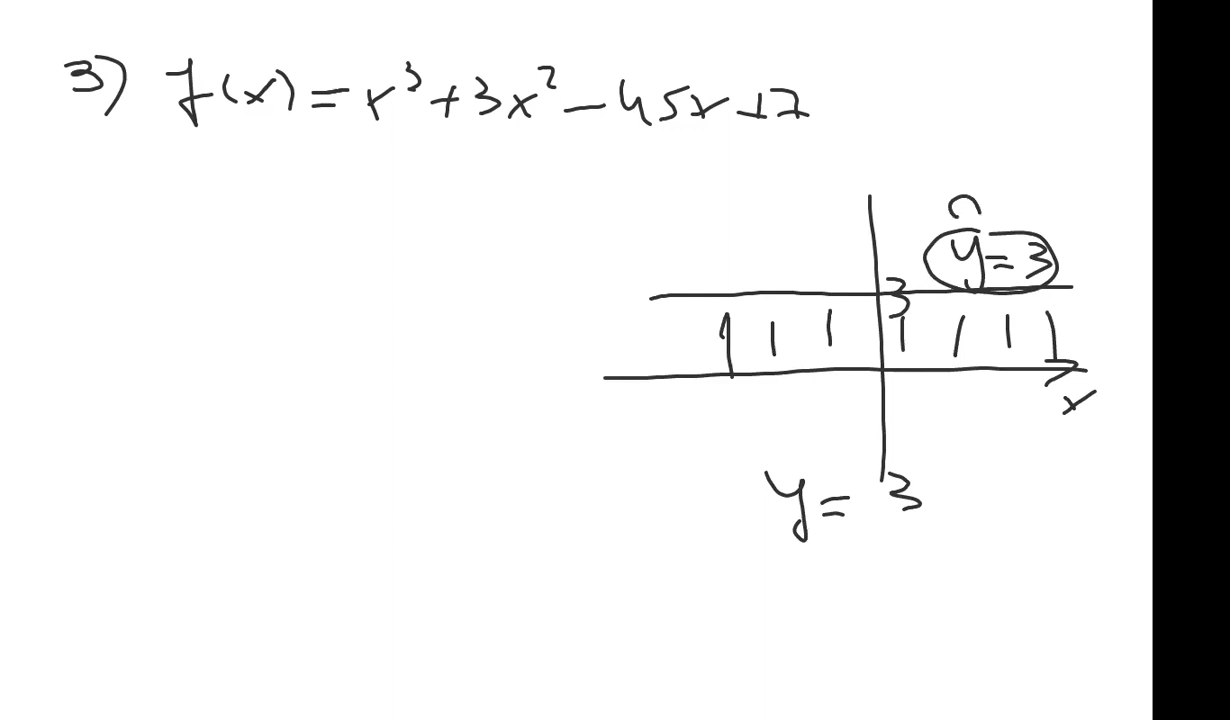 3) f(x) = x³ + 3x² - 45x + 7
y = 3
3
x
y = 3